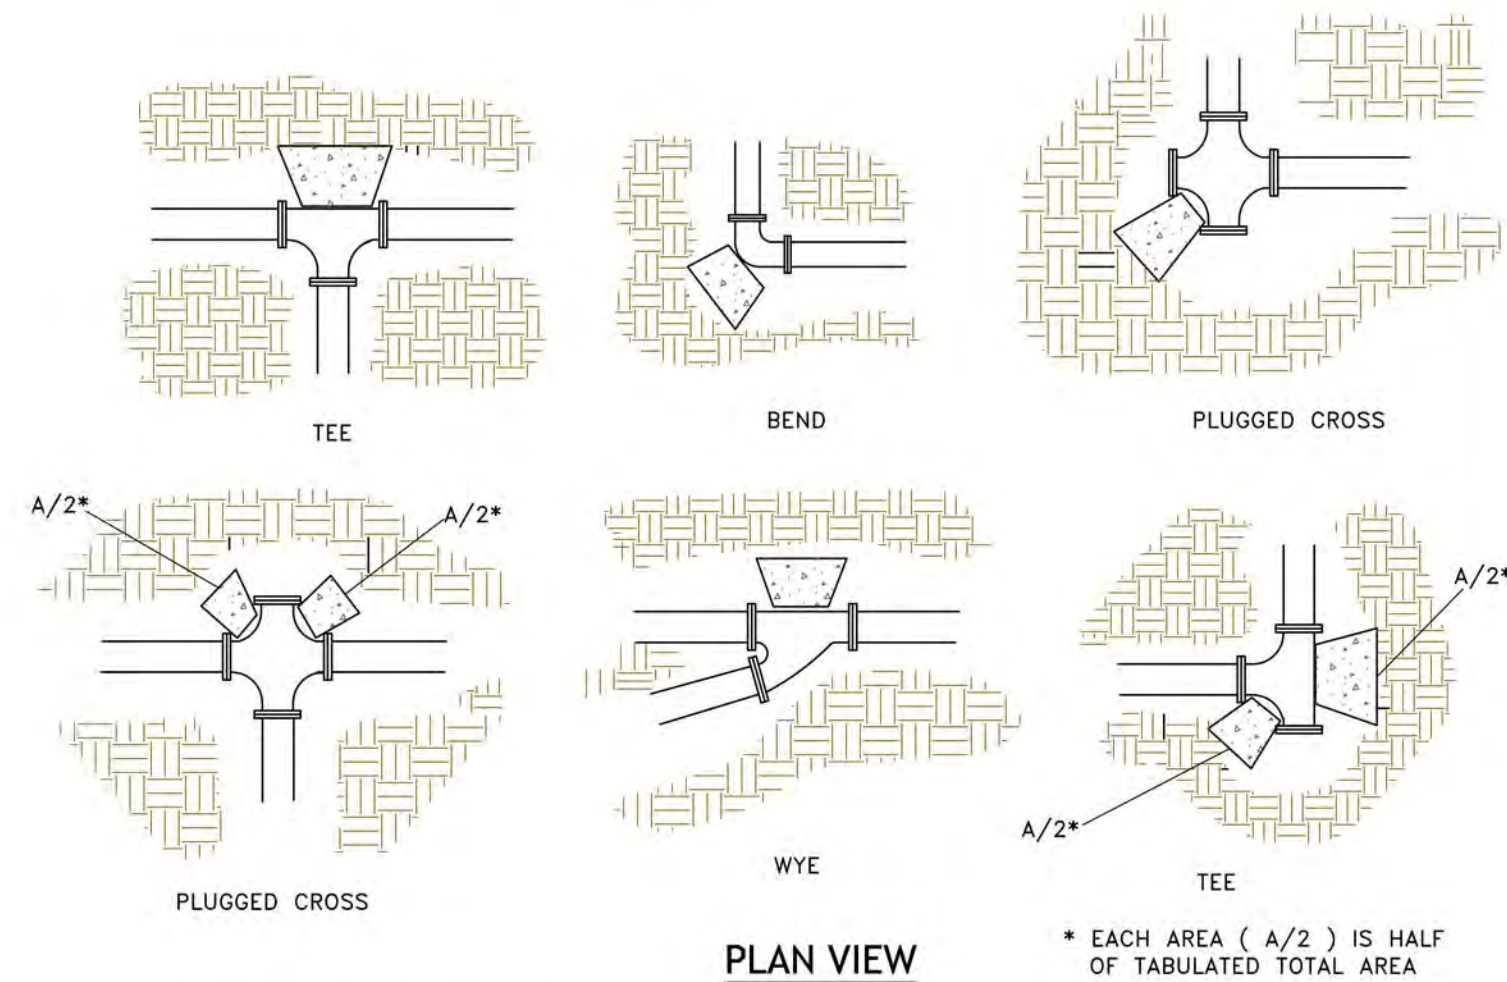 TEE
BEND
PLUGGED CROSS
A/2*
A/2*
A/2*
A/2*
PLUGGED CROSS
WYE
TEE
PLAN VIEW
* EACH AREA ( A/2 ) IS HALF
OF TABULATED TOTAL AREA